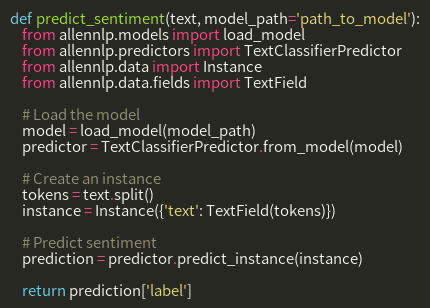 def predict_sentiment(text, model_path='path_to_model'):
from allennlp.models import load_model
from allennlp.predictors import TextClassifierPredictor
from allennlp.data import Instance
from allennlp.data.fields import TextField
# Load the model
model = load_model(model_path)
predictor = TextClassifierPredictor.from_model(model)
# Create an instance
tokens = text.split()
instance = Instance({'text': TextField(tokens)})
# Predict sentiment
prediction = predictor.predict_instance(instance)
return prediction['label']